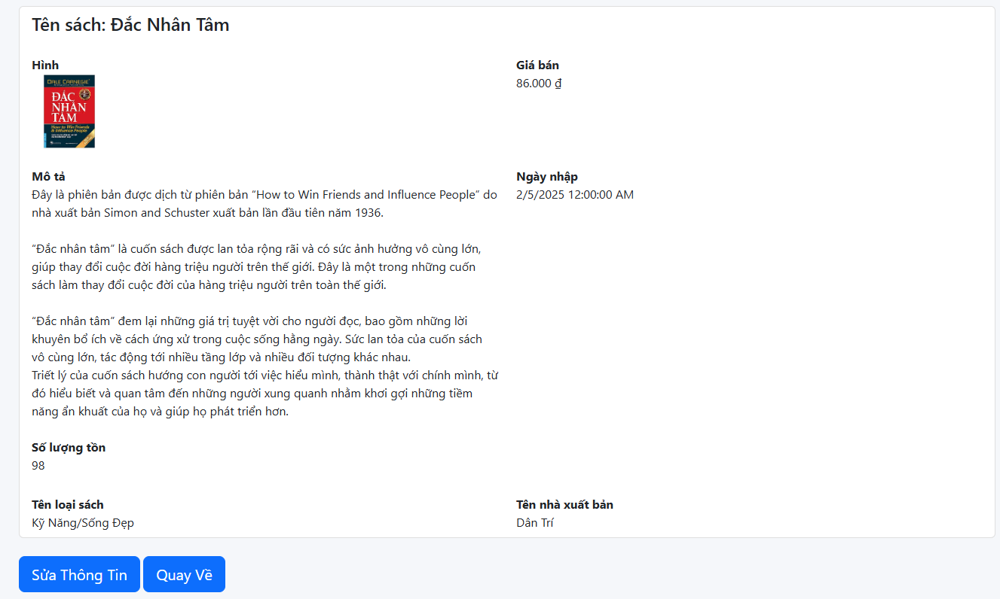 Tên sách: Đắc Nhân Tâm
Hình
Giá bán
DALE CARNEGIE
ĐẮC
NHÂN
TÂM
How to Win Friends
& Influence People
86.000 ₫
Mô tả
Đây là phiên bản được dịch từ phiên bản “How to Win Friends and Influence People” do
nhà xuất bản Simon and Schuster xuất bản lần đầu tiên năm 1936.
“Đắc nhân tâm” là cuốn sách được lan tỏa rộng rãi và có sức ảnh hưởng vô cùng lớn,
giúp thay đổi cuộc đời hàng triệu người trên thế giới. Đây là một trong những cuốn
sách làm thay đổi cuộc đời của hàng triệu người trên toàn thế giới.
“Đắc nhân tâm” đem lại những giá trị tuyệt vời cho người đọc, bao gồm những lời
khuyên bổ ích về cách ứng xử trong cuộc sống hằng ngày. Sức lan tỏa của cuốn sách
vô cùng lớn, tác động tới nhiều tầng lớp và nhiều đối tượng khác nhau.
Triết lý của cuốn sách hướng con người tới việc hiểu mình, thành thật với chính mình, từ
đó hiểu biết và quan tâm đến những người xung quanh nhằm khơi gợi những tiềm
năng ẩn khuất của họ và giúp họ phát triển hơn.
Ngày nhập
2/5/2025 12:00:00 AM
Số lượng tồn
98
Tên loại sách
Kỹ Năng/Sống Đẹp
Tên nhà xuất bản
Dân Trí
Sửa Thông Tin
Quay Về